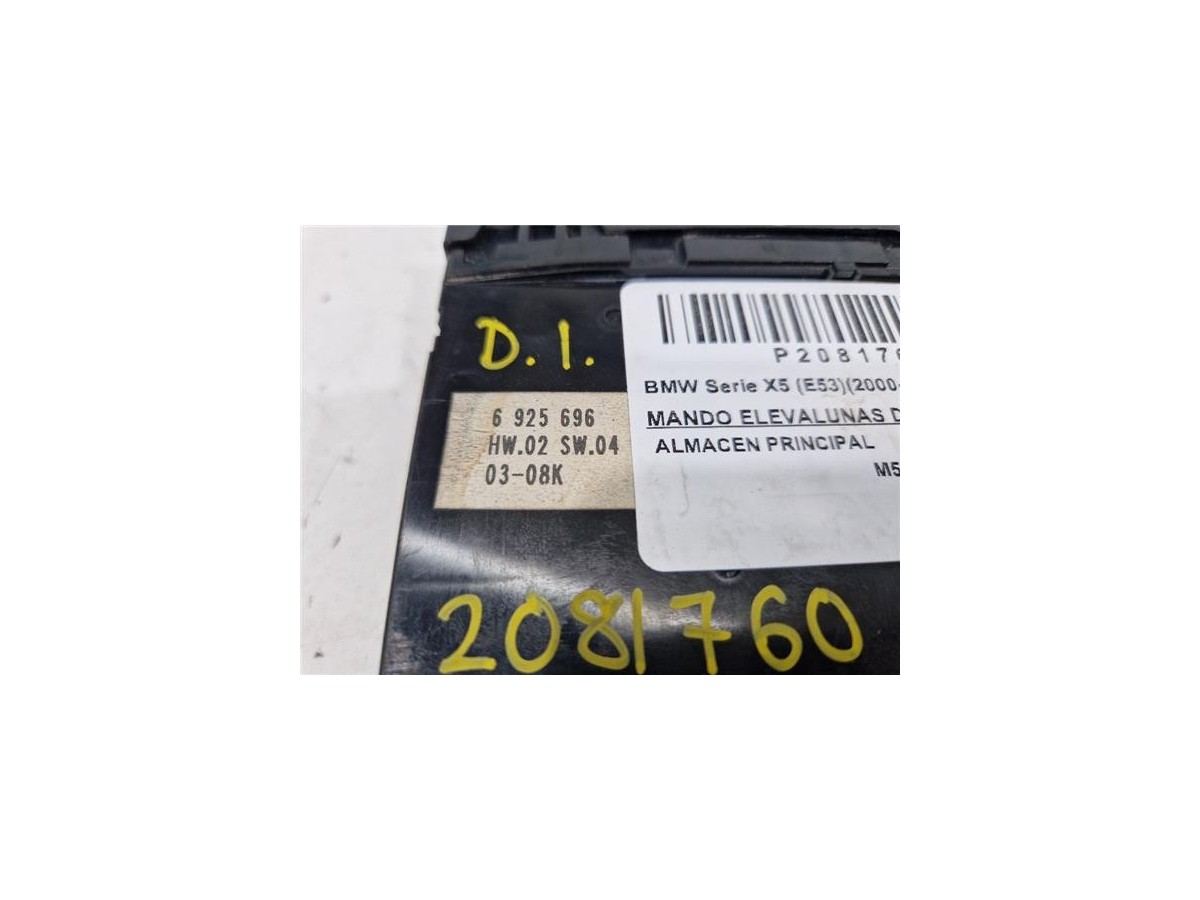 D.I.
P208176
BMW Serie X5 (E53)(2000-
MANDO ELEVALUNAS D
ALMACEN PRINCIPAL
M5
6 925 696
HW.02 SW.04
03-08K
2081760